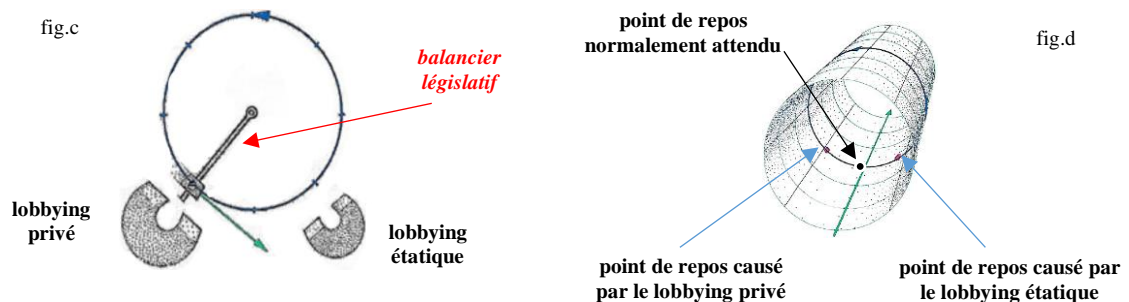 fig.c
balancier
législatif
lobbying
privé
lobbying
étatique
point de repos
normalement attendu
fig.d
point de repos causé
par le lobbying privé
point de repos causé par
le lobbying étatique